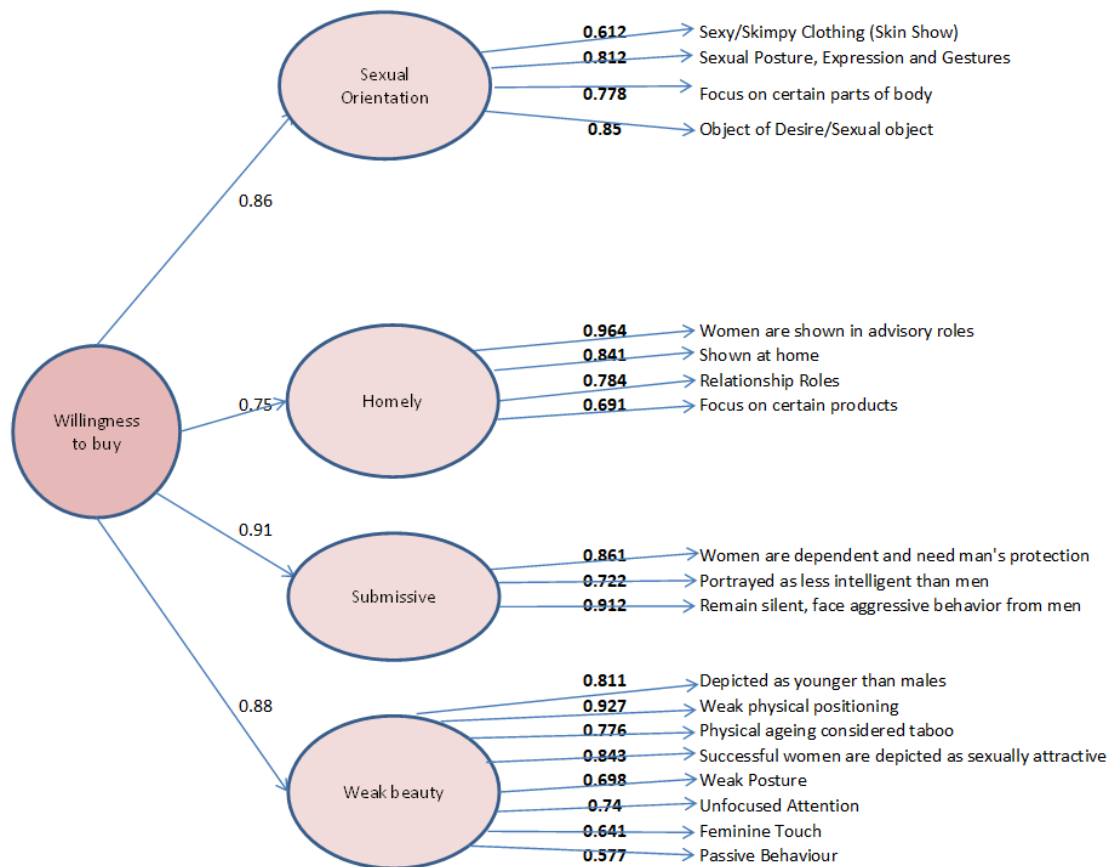 0.612 Sexy/Skimpy Clothing (Skin Show)
0.812 Sexual Posture, Expression and Gestures
0.778 Focus on certain parts of body
0.85 Object of Desire/Sexual object
Sexual
Orientation
0.86
0.964 Women are shown in advisory roles
0.841 Shown at home
0.784 Relationship Roles
0.691 Focus on certain products
Homely
0.75
Willingness
to buy
0.91
0.861 Women are dependent and need man's protection
0.722 Portrayed as less intelligent than men
0.912 Remain silent, face aggressive behavior from men
Submissive
0.88
0.811 Depicted as younger than males
0.927 Weak physical positioning
0.776 Physical ageing considered taboo
0.843 Successful women are depicted as sexually attractive
0.698 Weak Posture
0.74 Unfocused Attention
0.641 Feminine Touch
0.577 Passive Behaviour
Weak beauty